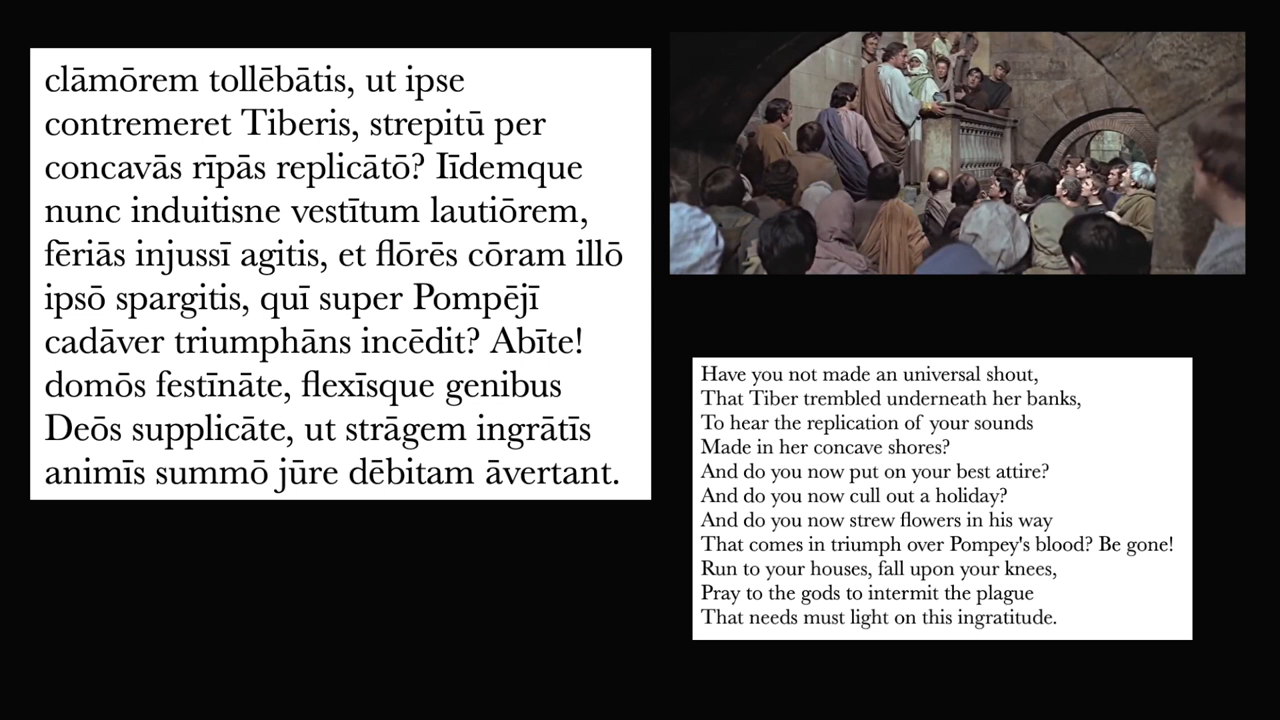 clāmōrem tollēbātis, ut ipse
contremeret Tiberis, strepitū per
concavās rīpās replicātō? Iīdemque
nunc induitisne vestītum lautiōrem,
fēriās injussī agitis, et flōrēs cōram illō
ipsō spargitis, quī super Pompējī
cadāver triumphāns incēdit? Abīte!
domōs festīnāte, flexīsque genibus
Deōs supplicāte, ut strāgem ingrātīs
animīs summō jūre dēbitam āvertant.
Have you not made an universal shout,
That Tiber trembled underneath her banks,
To hear the replication of your sounds
Made in her concave shores?
And do you now put on your best attire?
And do you now cull out a holiday?
And do you now strew flowers in his way
That comes in triumph over Pompey's blood? Be gone!
Run to your houses, fall upon your knees,
Pray to the gods to intermit the plague
That needs must light on this ingratitude.